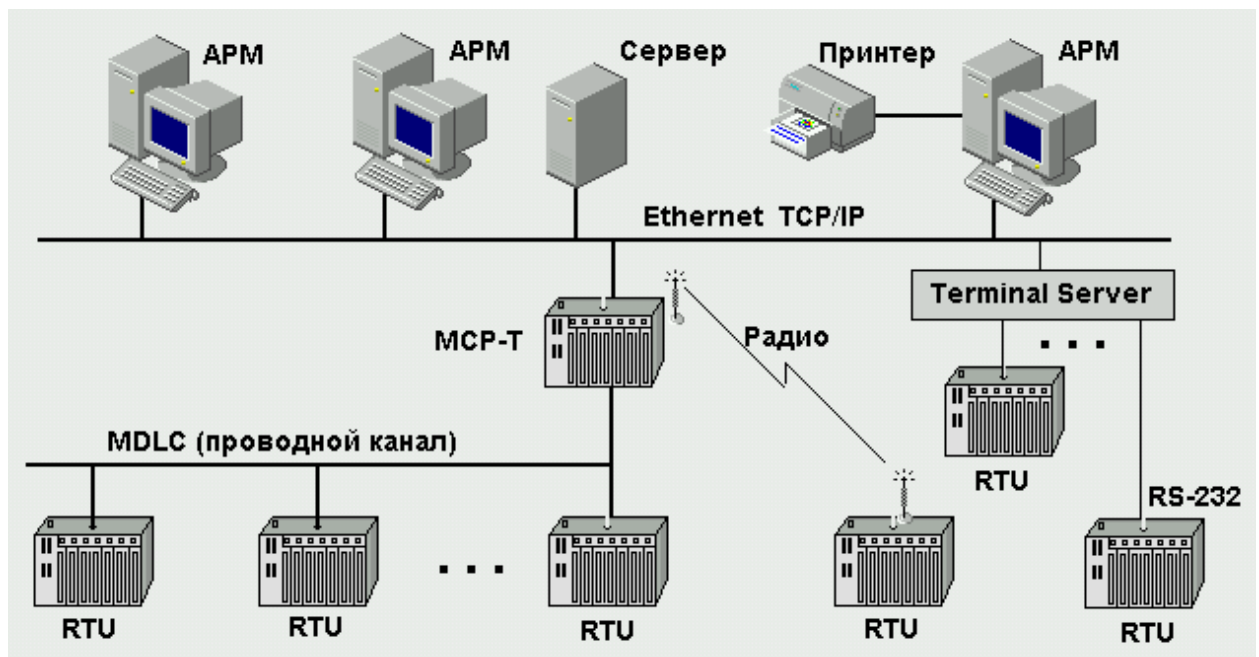 АРМ
АРМ
Сервер
Принтер
АРМ
Ethernet TCP/IP
Terminal Server
MCP-T
Радио
. . .
MDLC (проводной канал)
RTU
RS-232
. . .
RTU
RTU
RTU
RTU
RTU